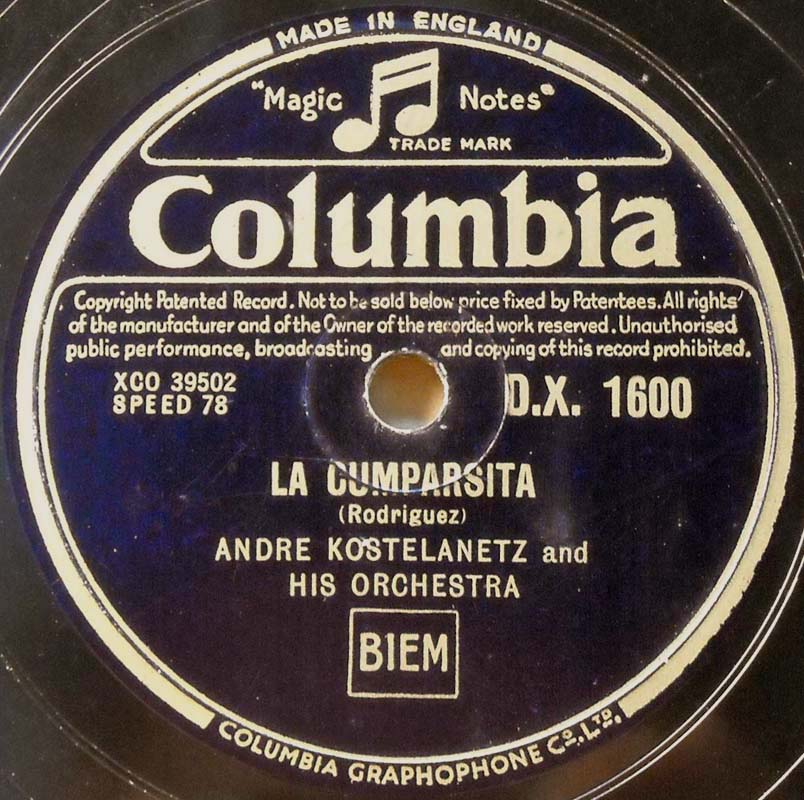 MADE IN ENGLAND
"Magic Notes"
TRADE MARK
Columbia
Copyright Patented Record. Not to be sold below price fixed by Patentees. All rights
of the manufacturer and of the Owner of the recorded work reserved. Unauthorised
public performance, broadcasting and copying of this record prohibited.
XCO 39502
SPEED 78
D.X. 1600
LA CUMPARSITA
(Rodriguez)
ANDRE KOSTELANETZ and
HIS ORCHESTRA
BIEM
COLUMBIA GRAPHOPHONE Co. LTD.